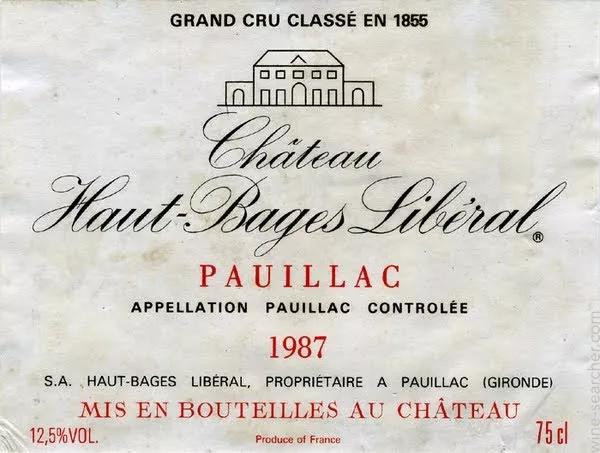 GRAND CRU CLASSÉ EN 1855
Château
Haut-Bages Libéral ®
PAUILLAC
APPELLATION PAUILLAC CONTROLÉE
1987
S.A. HAUT-BAGES LIBÉRAL, PROPRIÉTAIRE A PAUILLAC (GIRONDE)
MIS EN BOUTEILLES AU CHÂTEAU
12,5%VOL.
Produce of France
75 cl
wine-searcher.com